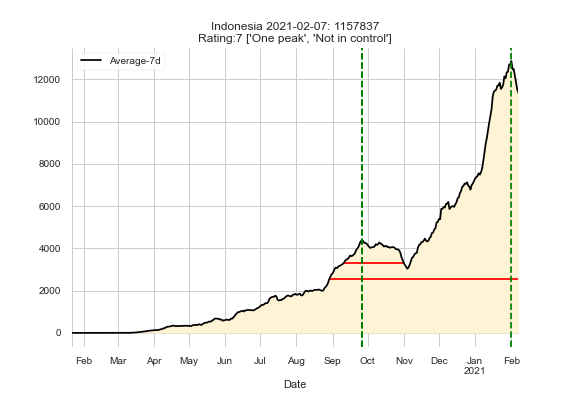 Indonesia 2021-02-07: 1157837
Rating:7 ['One peak', 'Not in control']
Average-7d
12000
10000
8000
6000
4000
2000
0
Feb Mar Apr May Jun Jul Aug Sep Oct Nov Dec Jan Feb
2021
Date